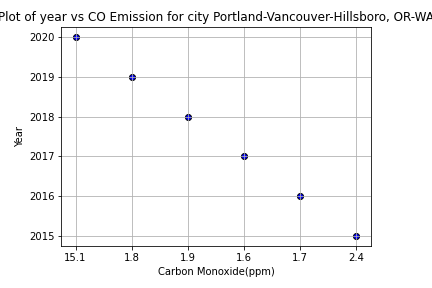 Plot of year vs CO Emission for city Portland-Vancouver-Hillsboro, OR-WA
2020
2019
2018
2017
2016
2015
Year
15.1 1.8 1.9 1.6 1.7 2.4
Carbon Monoxide(ppm)